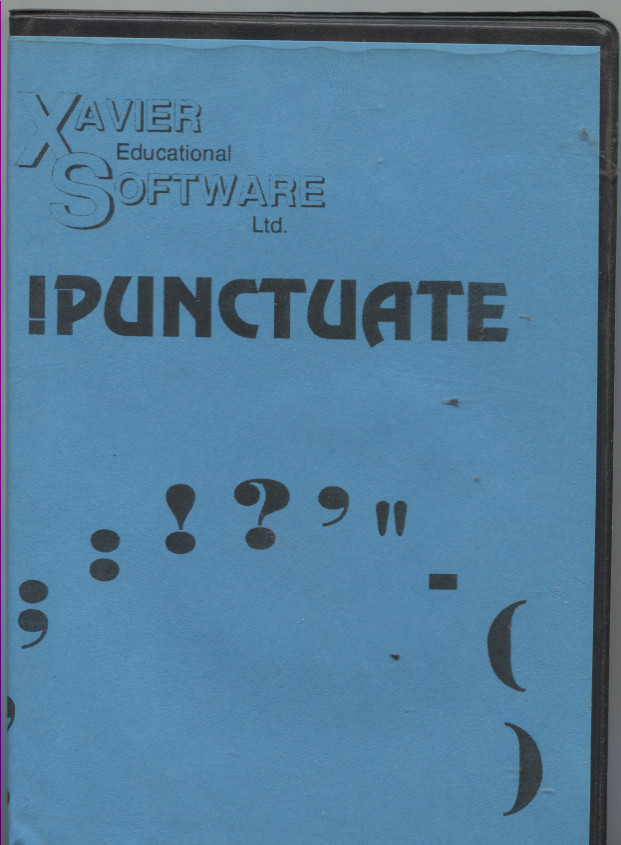 XAVIER
Educational
SOFTWARE
Ltd.
!PUNCTUATE
; : ! ? ’ " - ( )